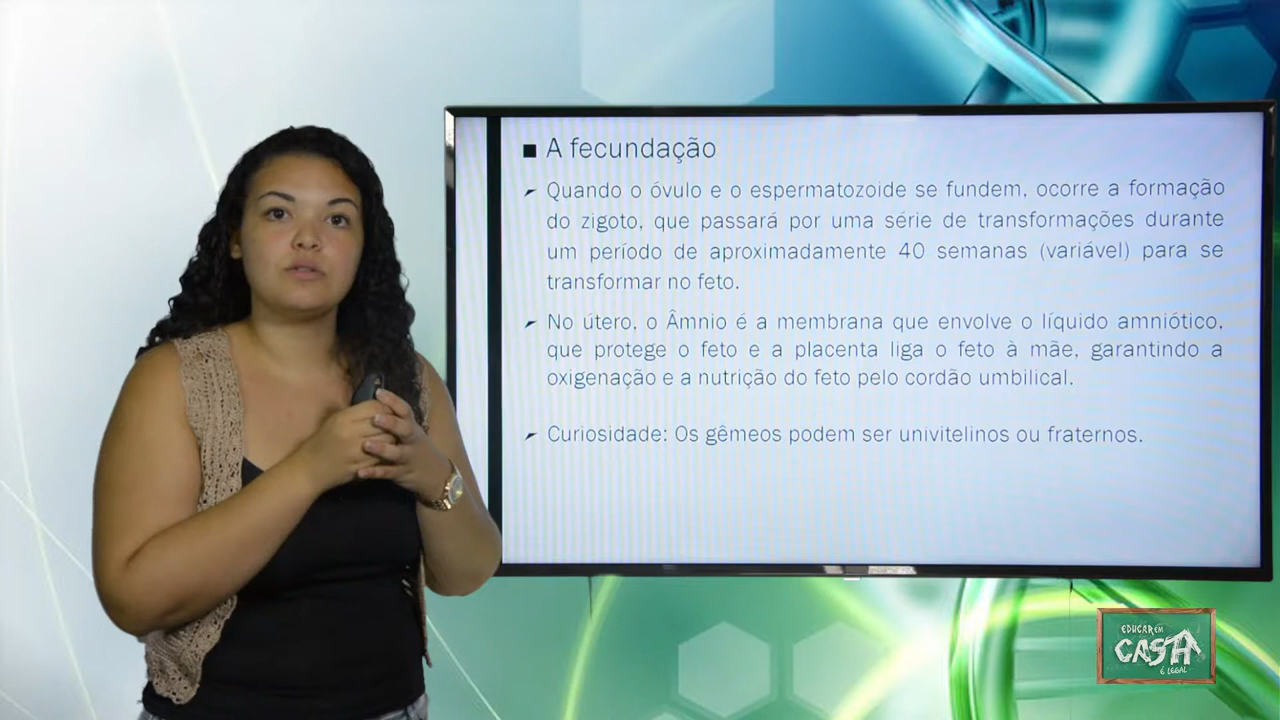 A fecundação
Quando o óvulo e o espermatozoide se fundem, ocorre a formação
do zigoto, que passará por uma série de transformações durante
um período de aproximadamente 40 semanas (variável) para se
transformar no feto.
No útero, o Âmnio é a membrana que envolve o líquido amniótico,
que protege o feto e a placenta liga o feto à mãe, garantindo a
oxigenação e a nutrição do feto pelo cordão umbilical.
Curiosidade: Os gêmeos podem ser univitelinos ou fraternos.
EDUCAR EM
CASA
É LEGAL